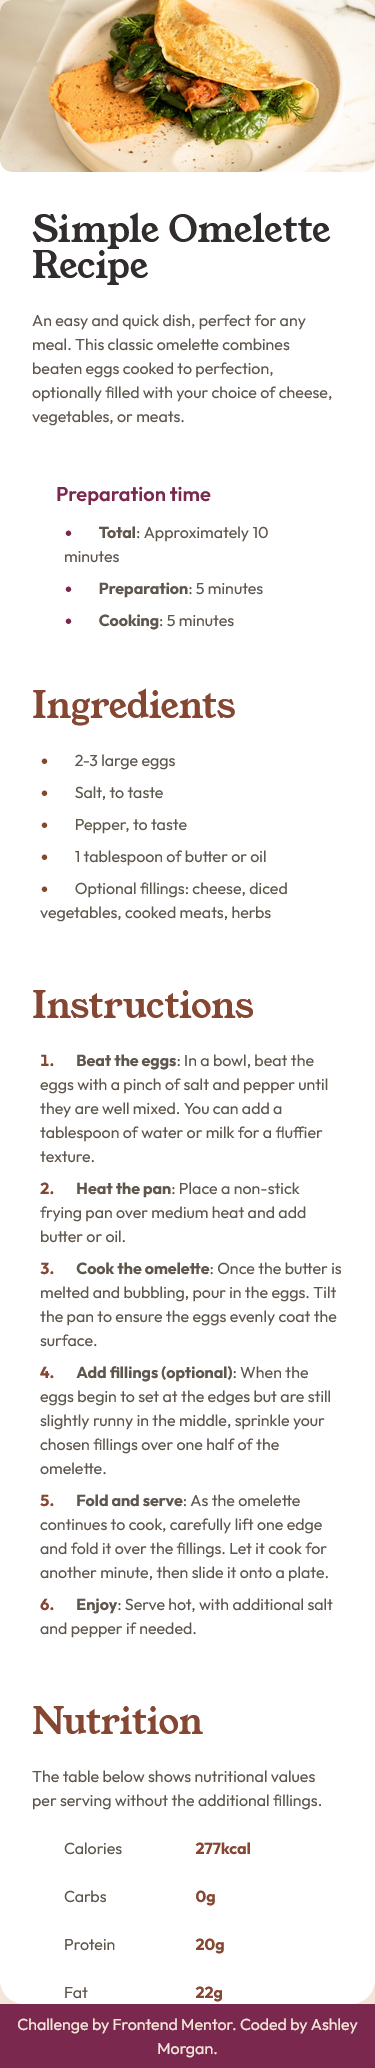 Simple Omelette
Recipe
An easy and quick dish, perfect for any
meal. This classic omelette combines
beaten eggs cooked to perfection,
optionally filled with your choice of cheese,
vegetables, or meats.
Preparation time
• Total: Approximately 10
minutes
• Preparation: 5 minutes
• Cooking: 5 minutes
Ingredients
• 2-3 large eggs
• Salt, to taste
• Pepper, to taste
• 1 tablespoon of butter or oil
• Optional fillings: cheese, diced
vegetables, cooked meats, herbs
Instructions
1. Beat the eggs: In a bowl, beat the
eggs with a pinch of salt and pepper until
they are well mixed. You can add a
tablespoon of water or milk for a fluffier
texture.
2. Heat the pan: Place a non-stick
frying pan over medium heat and add
butter or oil.
3. Cook the omelette: Once the butter is
melted and bubbling, pour in the eggs. Tilt
the pan to ensure the eggs evenly coat the
surface.
4. Add fillings (optional): When the
eggs begin to set at the edges but are still
slightly runny in the middle, sprinkle your
chosen fillings over one half of the
omelette.
5. Fold and serve: As the omelette
continues to cook, carefully lift one edge
and fold it over the fillings. Let it cook for
another minute, then slide it onto a plate.
6. Enjoy: Serve hot, with additional salt
and pepper if needed.
Nutrition
The table below shows nutritional values
per serving without the additional fillings.
Calories 277kcal
Carbs 0g
Protein 20g
Fat 22g
Challenge by Frontend Mentor. Coded by Ashley
Morgan.